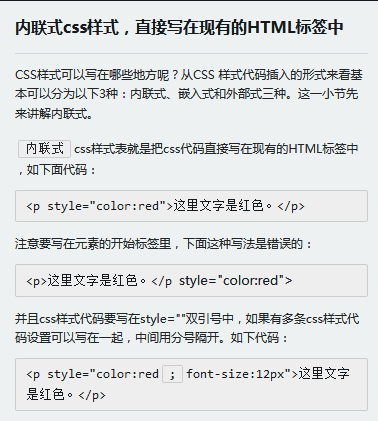 内联式css样式，直接写在现有的HTML标签中
CSS样式可以写在哪些地方呢？从CSS 样式代码插入的形式来看基
本可以分为以下3种：内联式、嵌入式和外部式三种。这一小节先
来讲解内联式。
内联式 css样式表就是把css代码直接写在现有的HTML标签中
，如下面代码：
<p style="color:red">这里文字是红色。</p>
注意要写在元素的开始标签里，下面这种写法是错误的：
<p>这里文字是红色。</p style="color:red">
并且css样式代码要写在style=""双引号中，如果有多条css样式代
码设置可以写在一起，中间用分号隔开。如下代码：
<p style="color:red ; font-size:12px">这里文字
是红色。</p>